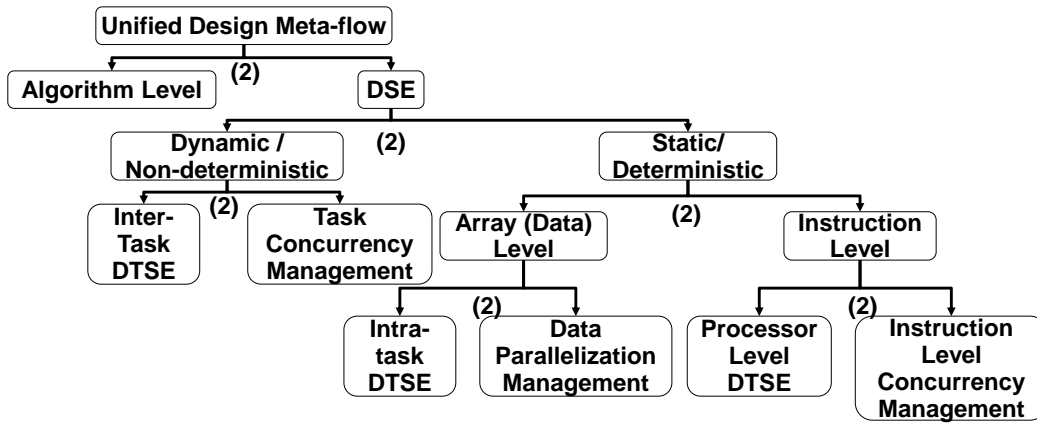 Unified Design Meta-flow
(2)
Algorithm Level
DSE
(2)
Dynamic /
Non-deterministic
Static/
Deterministic
(2)
(2)
Inter-
Task
DTSE
Task
Concurrency
Management
Array (Data)
Level
Instruction
Level
(2)
(2)
Intra-
task
DTSE
Data
Parallelization
Management
Processor
Level
DTSE
Instruction
Level
Concurrency
Management